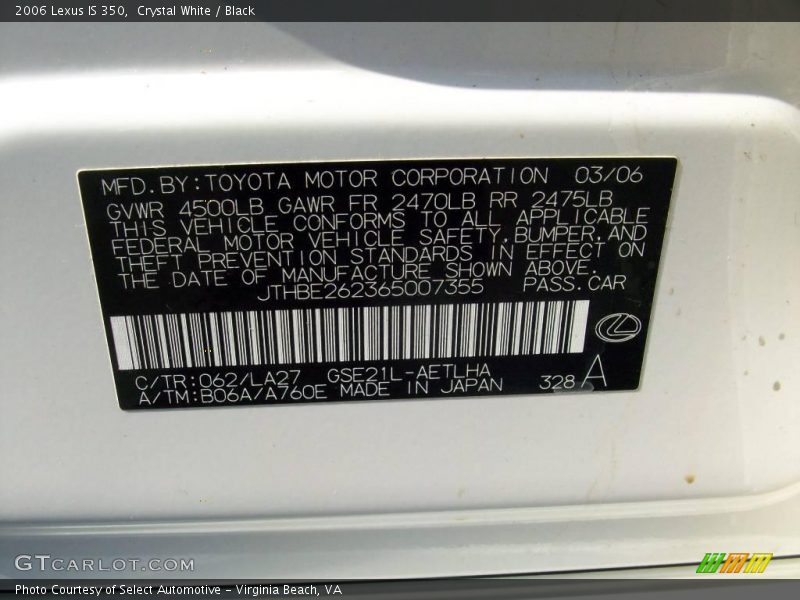 2006 Lexus IS 350,  Crystal White / Black
MFD.BY:TOYOTA MOTOR CORPORATION 03/06
GVWR 4500LB GAWR FR 2470LB RR 2475LB
THIS VEHICLE CONFORMS TO ALL APPLICABLE
FEDERAL MOTOR VEHICLE SAFETY,BUMPER,AND
THEFT PREVENTION STANDARDS IN EFFECT ON
THE DATE OF MANUFACTURE SHOWN ABOVE.
JTHBE262365007355 PASS.CAR
C/TR:062/LA27 GSE21L-AETLHA
A/TM:B06A/A760E MADE IN JAPAN 328 A
GTCARLOT.COM
Photo Courtesy of Select Automotive - Virginia Beach, VA